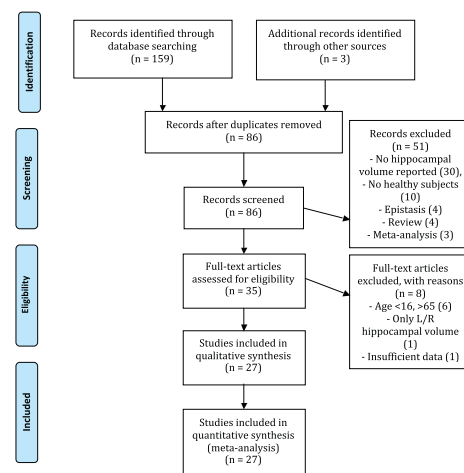 Identification
Records identified through
database searching
(n = 159)
Additional records identified
through other sources
(n = 3)
Records after duplicates removed
(n = 86)
Screening
Records screened
(n = 86)
Records excluded
(n = 51)
- No hippocampal
volume reported (30),
- No healthy subjects
(10)
- Epistasis (4)
- Review (4)
- Meta-analysis (3)
Eligibility
Full-text articles
assessed for eligibility
(n = 35)
Full-text articles
excluded, with reasons
(n = 8)
- Age <16, >65 (6)
- Only L/R
hippocampal volume
(1)
- Insufficient data (1)
Studies included in
qualitative synthesis
(n = 27)
Included
Studies included in
quantitative synthesis
(meta-analysis)
(n = 27)